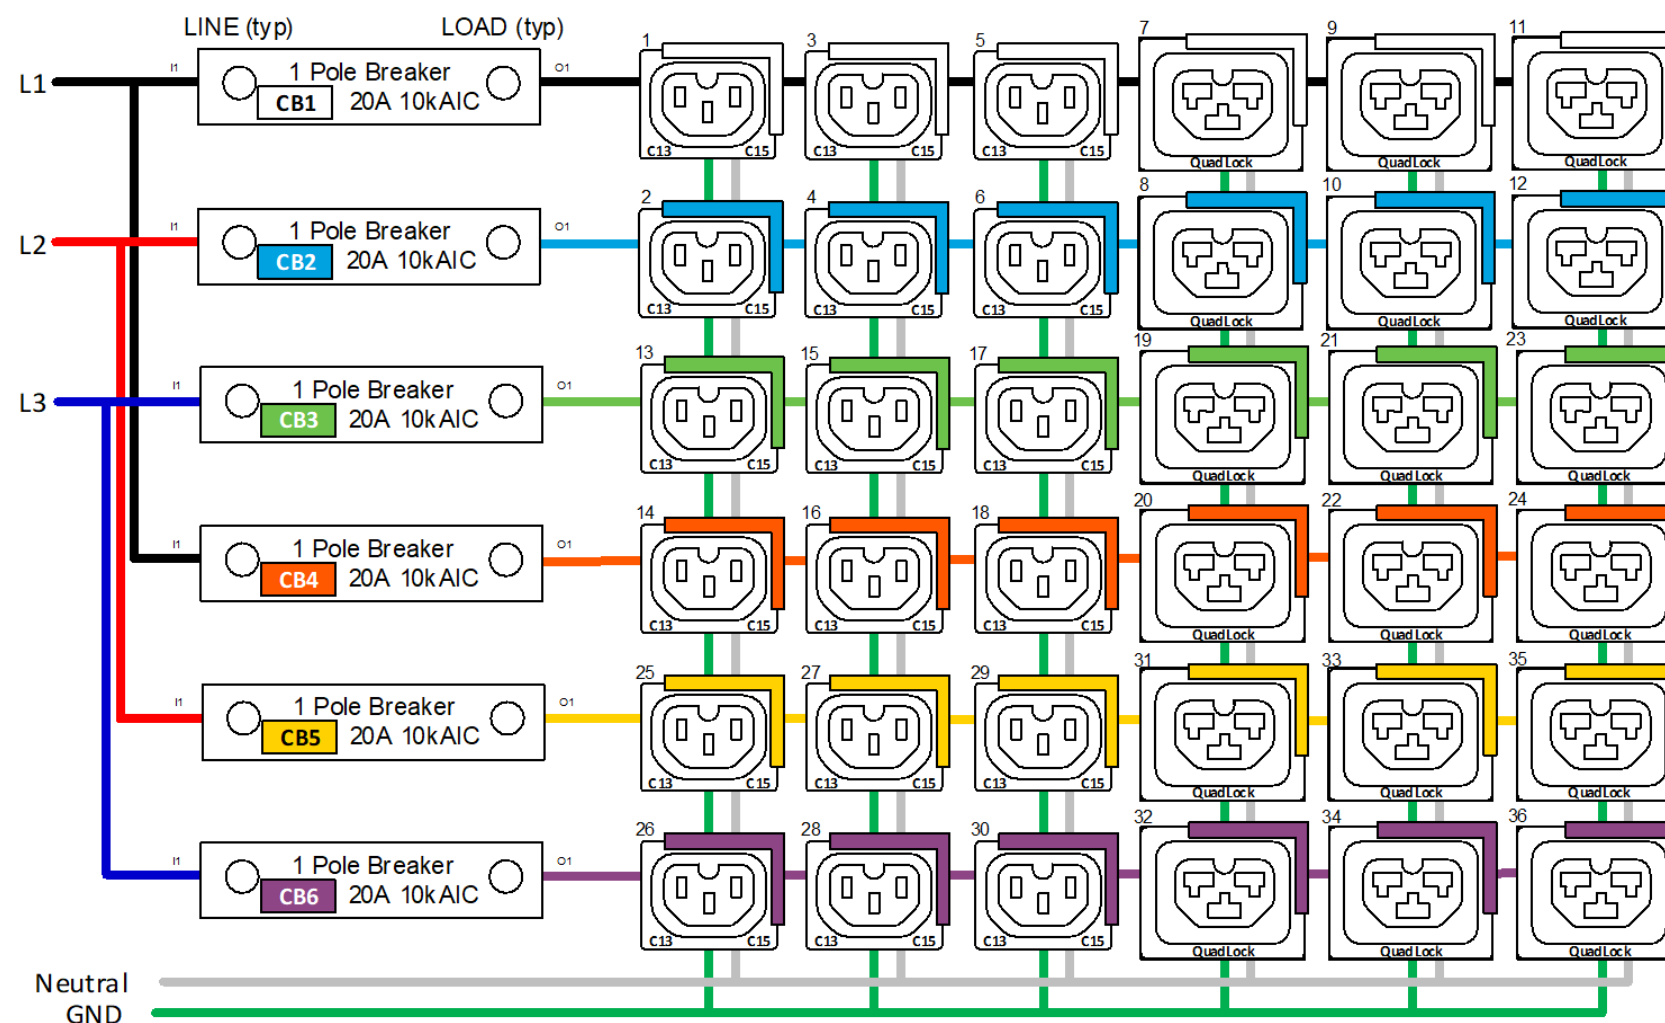 LINE (typ) LOAD (typ)
1 3 5 7 9 11
L1 I1 1 Pole Breaker O1
CB1 20A 10kAIC
C13 C15 C13 C15 C13 C15 QuadLock QuadLock QuadLock
2 4 6 8 10 12
L2 I1 1 Pole Breaker O1
CB2 20A 10kAIC
C13 C15 C13 C15 C13 C15 QuadLock QuadLock QuadLock
13 15 17 19 21 23
L3 I1 1 Pole Breaker O1
CB3 20A 10kAIC
C13 C15 C13 C15 C13 C15 QuadLock QuadLock QuadLock
14 16 18 20 22 24
I1 1 Pole Breaker O1
CB4 20A 10kAIC
C13 C15 C13 C15 C13 C15 QuadLock QuadLock QuadLock
25 27 29 31 33 35
I1 1 Pole Breaker O1
CB5 20A 10kAIC
C13 C15 C13 C15 C13 C15 QuadLock QuadLock QuadLock
26 28 30 32 34 36
I1 1 Pole Breaker O1
CB6 20A 10kAIC
C13 C15 C13 C15 C13 C15 QuadLock QuadLock QuadLock
Neutral
GND